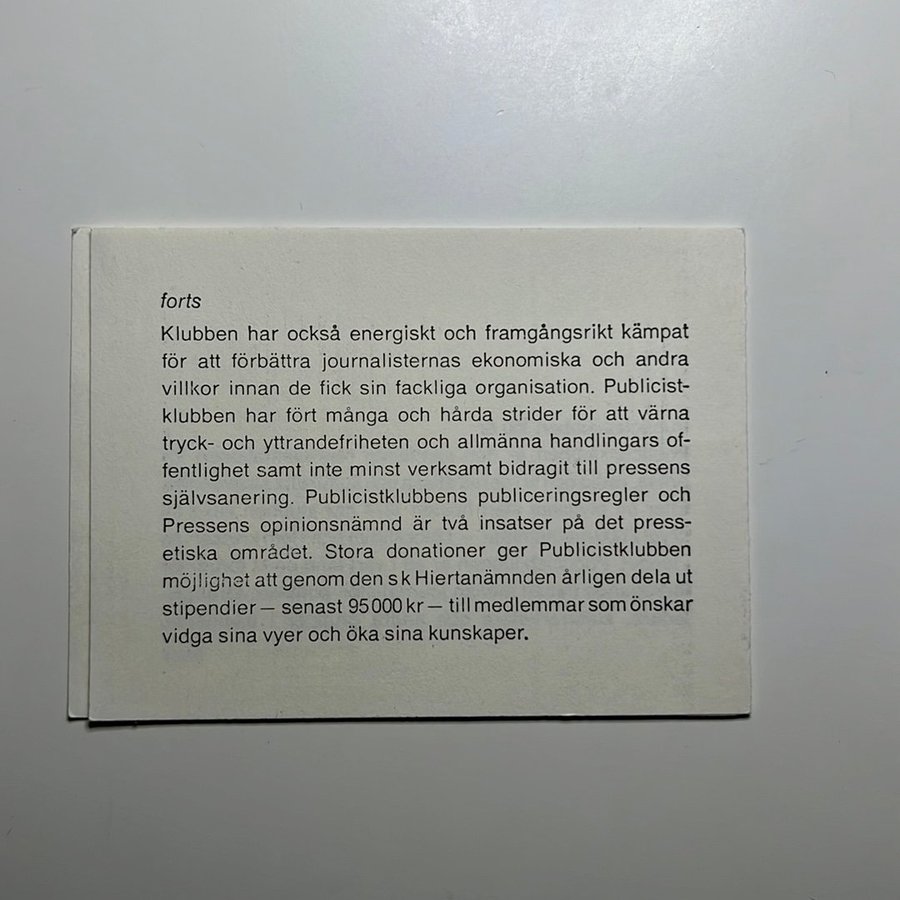 forts
Klubben har också energiskt och framgångsrikt kämpat
för att förbättra journalisternas ekonomiska och andra
villkor innan de fick sin fackliga organisation. Publicist-
klubben har fört många och hårda strider för att värna
tryck- och yttrandefriheten och allmänna handlingars of-
fentlighet samt inte minst verksamt bidragit till pressens
självsanering. Publicistklubbens publiceringsregler och
Pressens opinionsnämnd är två insatser på det press-
etiska området. Stora donationer ger Publicistklubben
möjlighet att genom den s k Hiertanämnden årligen dela ut
stipendier — senast 95 000 kr — till medlemmar som önskar
vidga sina vyer och öka sina kunskaper.